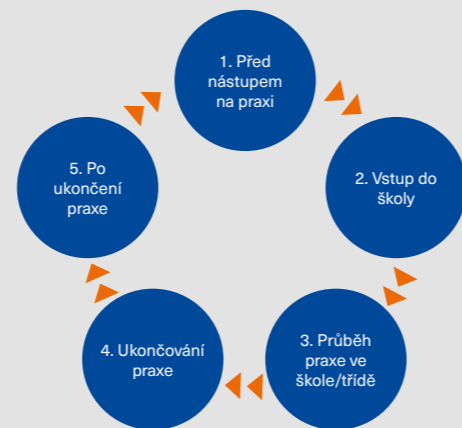 1. Před
nástupem
na praxi
2. Vstup do
školy
3. Průběh
praxe ve
škole/třídě
4. Ukončování
praxe
5. Po
ukončení
praxe